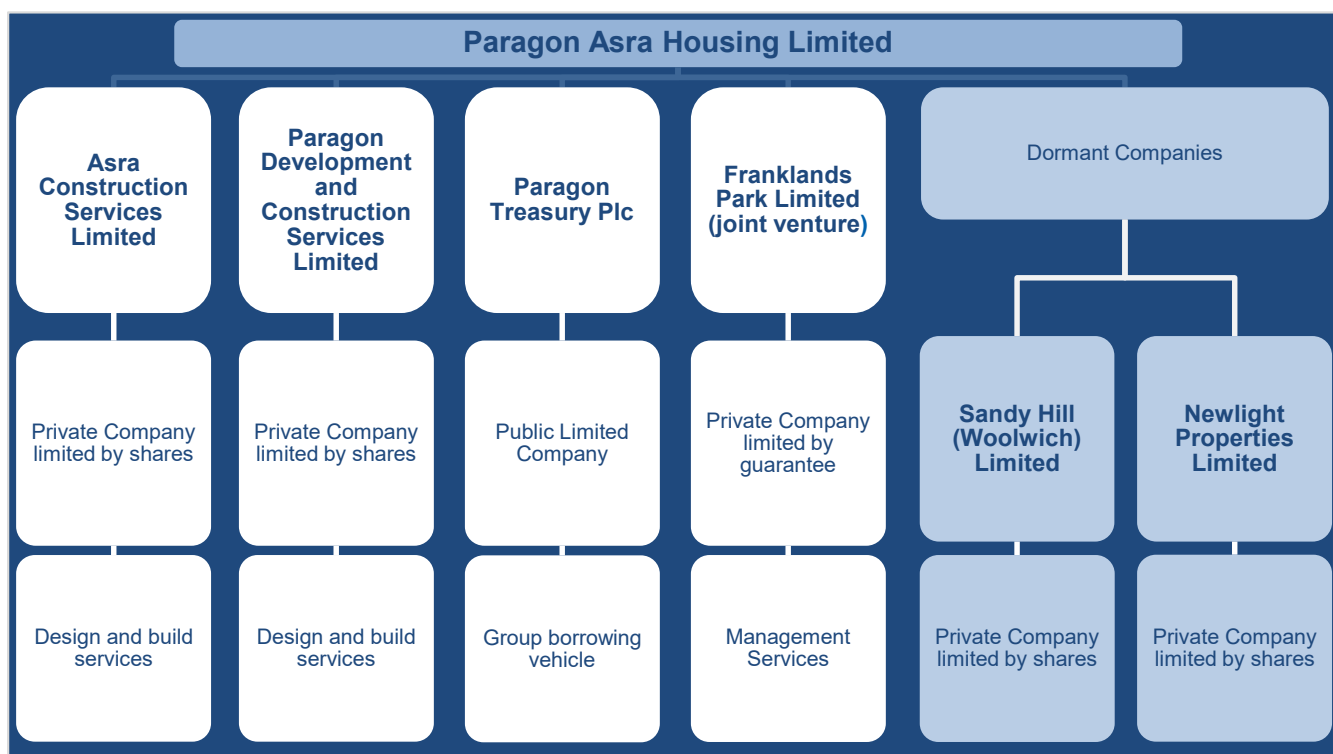 Paragon Asra Housing Limited
Asra
Construction
Services
Limited
Paragon
Development
and
Construction
Services
Limited
Paragon
Treasury Plc
Franklands
Park Limited
(joint venture)
Dormant Companies
Private Company
limited by shares
Private Company
limited by shares
Public Limited
Company
Private Company
limited by
guarantee
Sandy Hill
(Woolwich)
Limited
Newlight
Properties
Limited
Design and build
services
Design and build
services
Group borrowing
vehicle
Management
Services
Private Company
limited by shares
Private Company
limited by shares